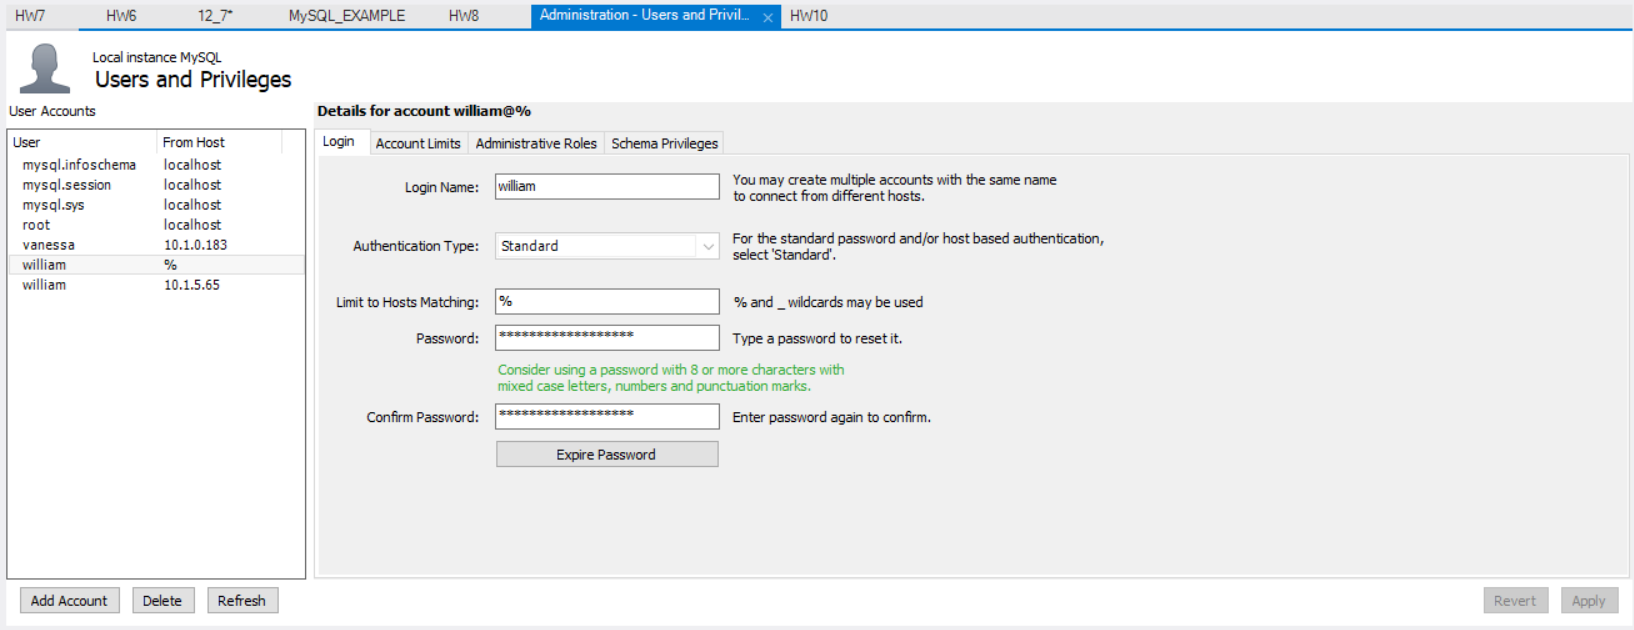 HW7 HW6 12_7* MySQL_EXAMPLE HW8 Administration - Users and Privil... HW10
Local instance MySQL
Users and Privileges
User Accounts
User From Host
mysql.infoschema localhost
mysql.session localhost
mysql.sys localhost
root localhost
vanessa 10.1.0.183
william %
william 10.1.5.65
Details for account william@%
Login Account Limits Administrative Roles Schema Privileges
Login Name: william You may create multiple accounts with the same name
to connect from different hosts.
Authentication Type: Standard For the standard password and/or host based authentication,
select 'Standard'.
Limit to Hosts Matching: % % and _ wildcards may be used
Password: ****************** Type a password to reset it.
Consider using a password with 8 or more characters with
mixed case letters, numbers and punctuation marks.
Confirm Password: ****************** Enter password again to confirm.
Expire Password
Add Account Delete Refresh Revert Apply